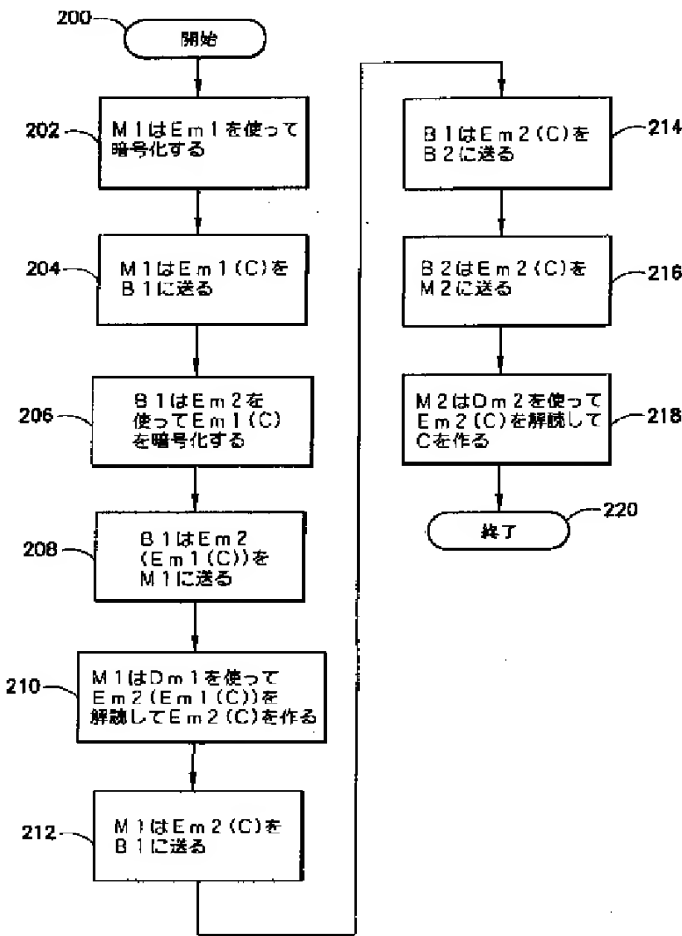 200
開始
202
M1はEm1を使って
暗号化する
204
M1はEm1(C)を
B1に送る
206
B1はEm2を
使ってEm1(C)
を暗号化する
208
B1はEm2
(Em1(C))を
M1に送る
210
M1はDm1を使って
Em2(Em1(C))を
解読してEm2(C)を作る
212
M1はEm2(C)を
B1に送る
214
B1はEm2(C)を
B2に送る
216
B2はEm2(C)を
M2に送る
218
M2はDm2を使って
Em2(C)を解読して
Cを作る
220
終了